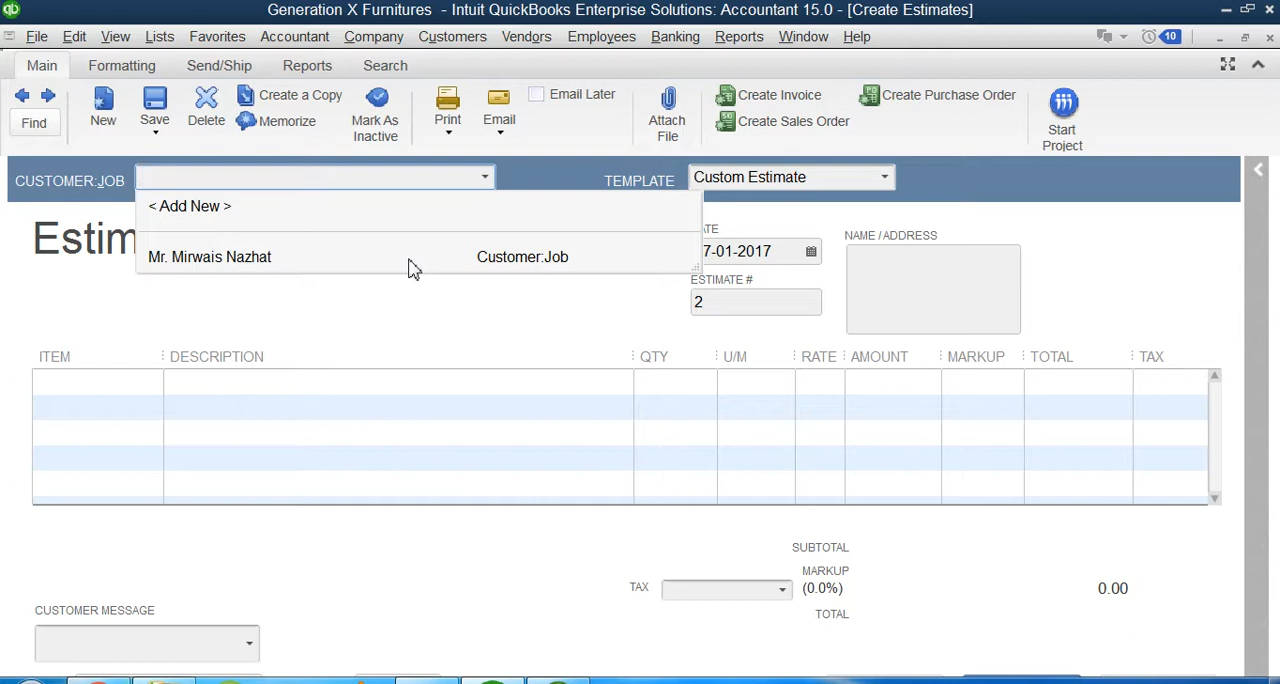 Generation X Furnitures - Intuit QuickBooks Enterprise Solutions: Accountant 15.0 - [Create Estimates]
File Edit View Lists Favorites Accountant Company Customers Vendors Employees Banking Reports Window Help 10
Main Formatting Send/Ship Reports Search
Find
New
Save
Delete
Create a Copy
Memorize
Mark As
Inactive
Print
Email
Email Later
Attach
File
Create Invoice
Create Sales Order
Create Purchase Order
Start
Project
CUSTOMER:JOB
TEMPLATE Custom Estimate
< Add New >
Mr. Mirwais Nazhat Customer:Job
Estim
ATE
7-01-2017
ESTIMATE #
2
NAME / ADDRESS
ITEM DESCRIPTION QTY U/M RATE AMOUNT MARKUP TOTAL TAX
SUBTOTAL
MARKUP
TAX (0.0%) 0.00
TOTAL
CUSTOMER MESSAGE